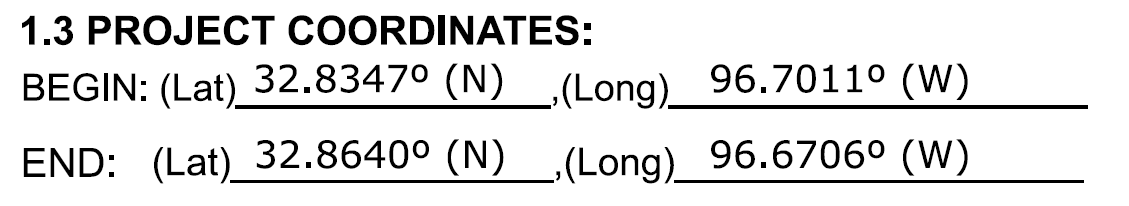 1.3 PROJECT COORDINATES:
BEGIN: (Lat) 32.8347º (N) ,(Long) 96.7011º (W)
END: (Lat) 32.8640º (N) ,(Long) 96.6706º (W)